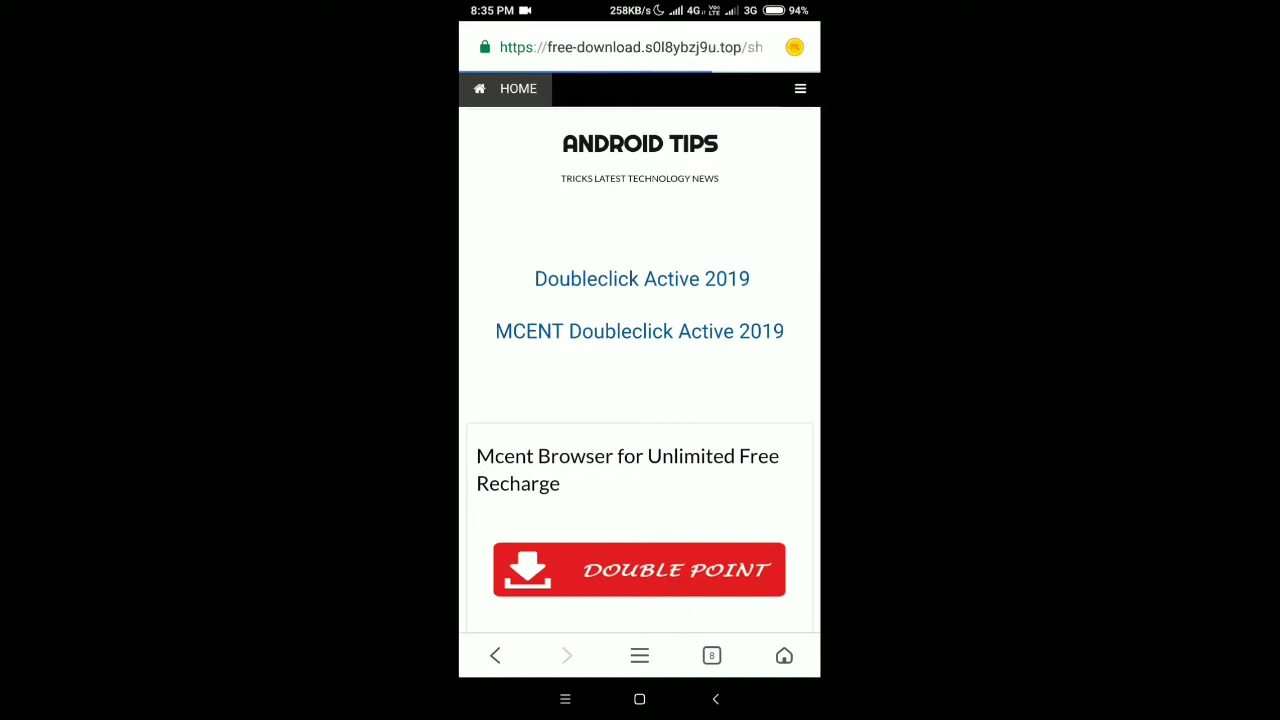 8:35 PM 258KB/s 4G VoLTE 3G 94%
https://free-download.s0l8ybzj9u.top/sh
HOME
ANDROID TIPS
TRICKS LATEST TECHNOLOGY NEWS
Doubleclick Active 2019
MCENT Doubleclick Active 2019
Mcent Browser for Unlimited Free
Recharge
DOUBLE POINT
8